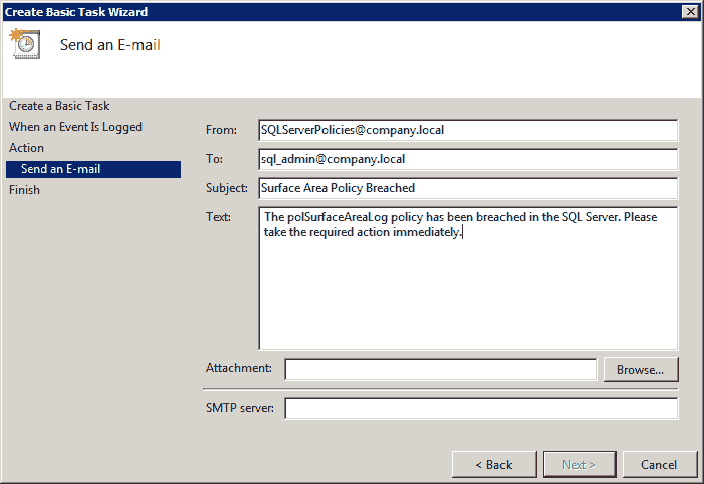 Create Basic Task Wizard
Send an E-mail
Create a Basic Task
When an Event Is Logged
Action
Send an E-mail
Finish
From: SQLServerPolicies@company.local
To: sql_admin@company.local
Subject: Surface Area Policy Breached
Text: The polSurfaceAreaLog policy has been breached in the SQL Server. Please
take the required action immediately.
Attachment: Browse...
SMTP server:
< Back Next > Cancel